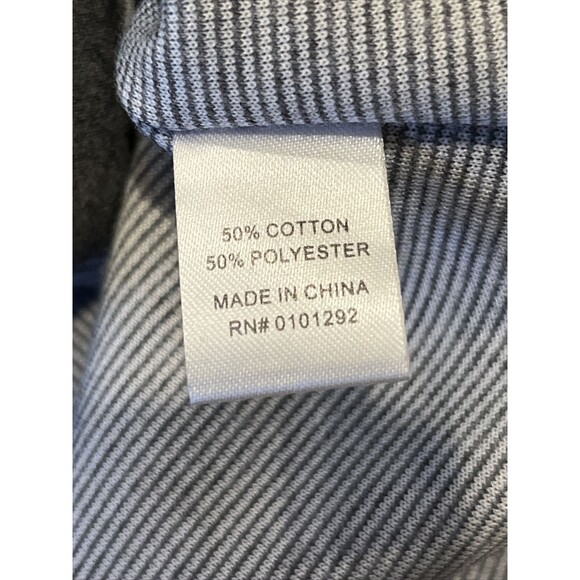 50% COTTON
50% POLYESTER
MADE IN CHINA
RN# 0101292